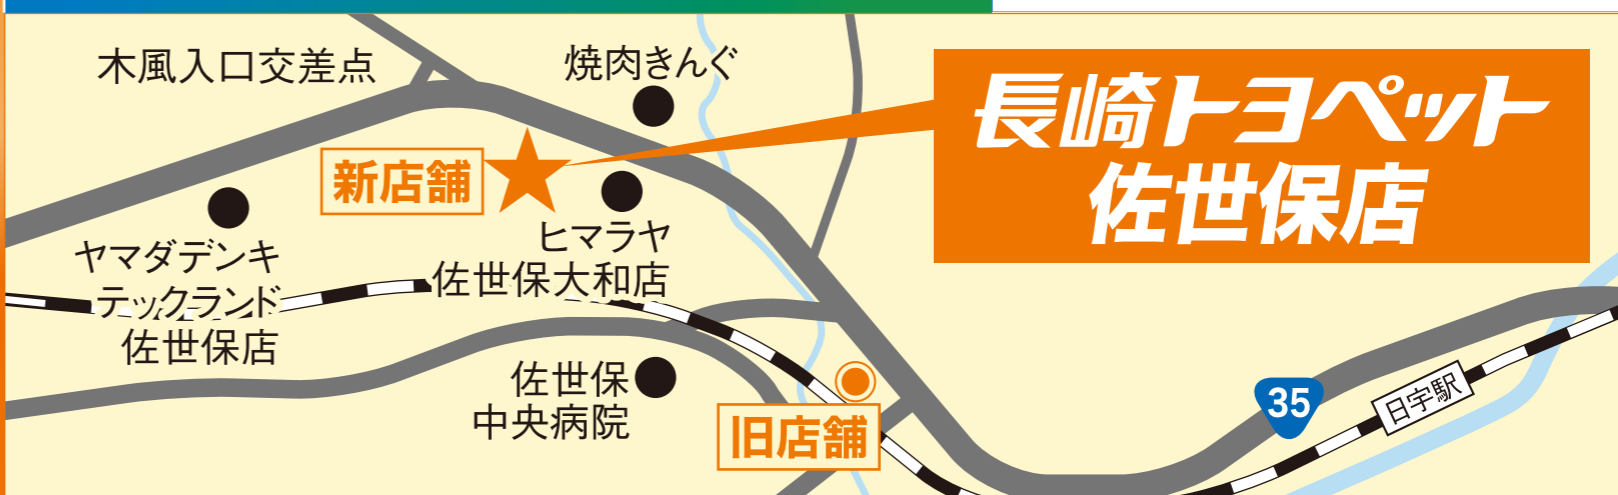 木風入口交差点
焼肉きんぐ
長崎トヨペット
佐世保店
新店舗
ヒマラヤ
佐世保大和店
ヤマダデンキ
テックランド
佐世保店
佐世保
中央病院
旧店舗
35
日宇駅